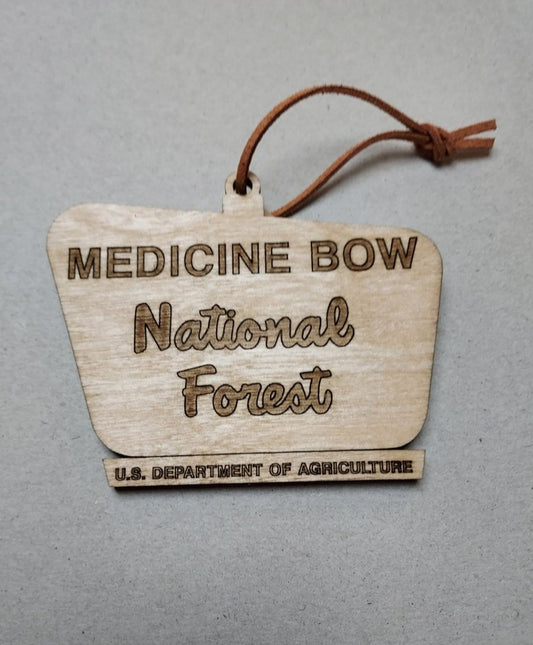 MEDICINE BOW
National
Forest
U.S. DEPARTMENT OF AGRICULTURE